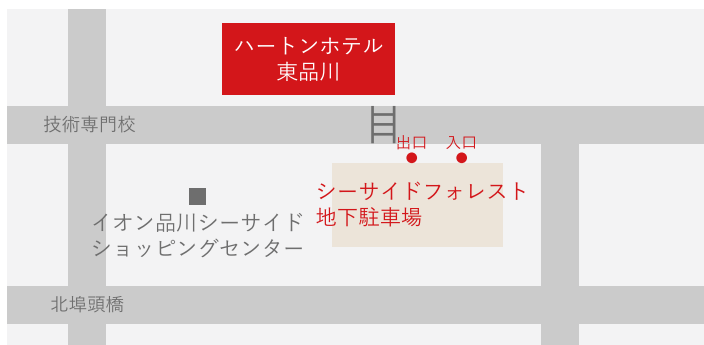 ハートンホテル
東品川
技術専門校
出口
入口
シーサイドフォレスト
地下駐車場
イオン品川シーサイド
ショッピングセンター
北埠頭橋